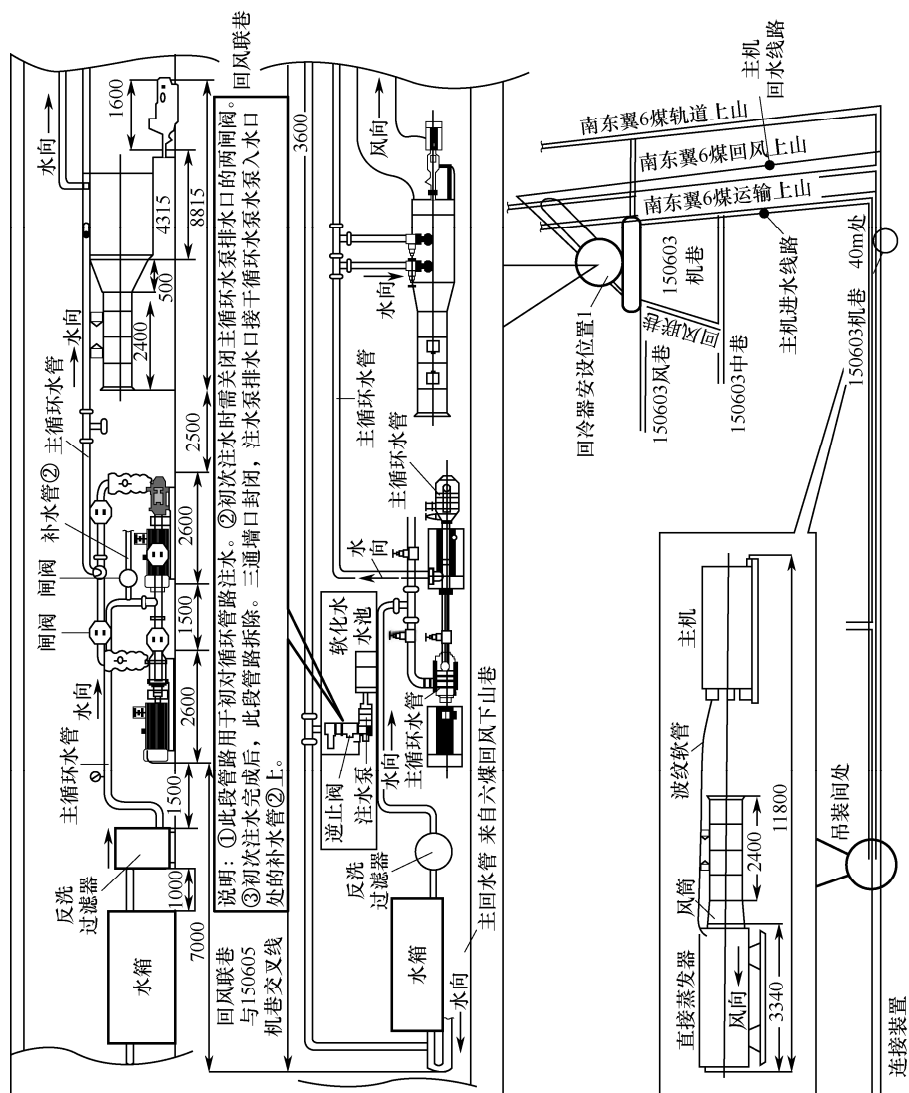 水向
1600
回风联巷
4315
8815
500
2400
水向
主循环水管
2500
补水管②
2600
闸阀
1500
闸阀
2600
水向
主循环水管
1500
反洗
过滤器
1000
水箱
7000
说明：①此段管路用于初对循环管路注水。②初次注水时需关闭主循环水泵排水口的两闸阀。
③初次注水完成后，此段管路拆除。三通墙口封闭，注水泵排水口接干循环水泵水泵入水口
处的补水管②上。
回风联巷
与150605
机巷交叉线
3600
风向
水向
主循环水管
主循环水管
水向
软化水
水池
逆止阀
注水泵
主循环水管
水向
反洗
过滤器
水箱
水向
主回水管 来自六煤回风下山巷
主机
回水线路
南东翼6煤轨道上山
南东翼6煤回风上山
南东翼6煤运输上山
主机进水线路
40m处
150603
机巷
回风联巷
150603风巷
150603中巷
回冷器安设位置1
150603机巷
主机
波纹软管
11800
2400
风筒
直接蒸发器
风向
3340
吊装间处
连接装置